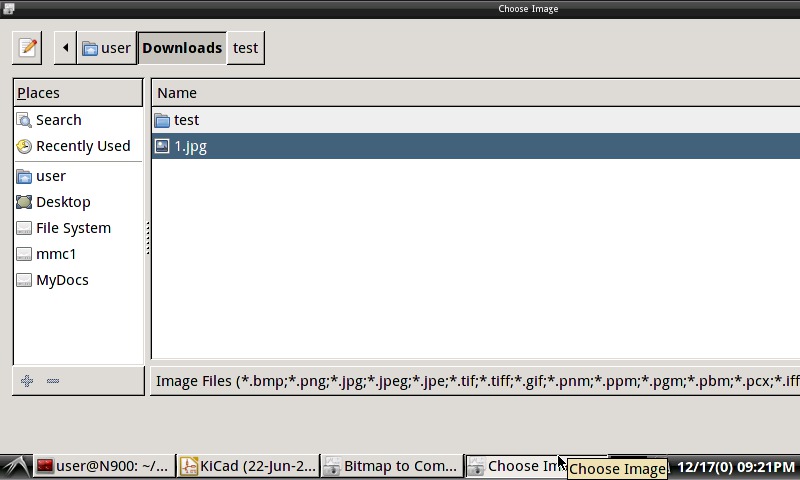 Choose Image
user
Downloads
test
Places
Name
Search
test
Recently Used
1.jpg
user
Desktop
File System
mmc1
MyDocs
Image Files (*.bmp;*.png;*.jpg;*.jpeg;*.jpe;*.tif;*.tiff;*.gif;*.pnm;*.ppm;*.pgm;*.pbm;*.pcx;*.iff
user@N900: ~/...
KiCad (22-Jun-2...
Bitmap to Com...
Choose Im
Choose Image
12/17(0) 09:21PM